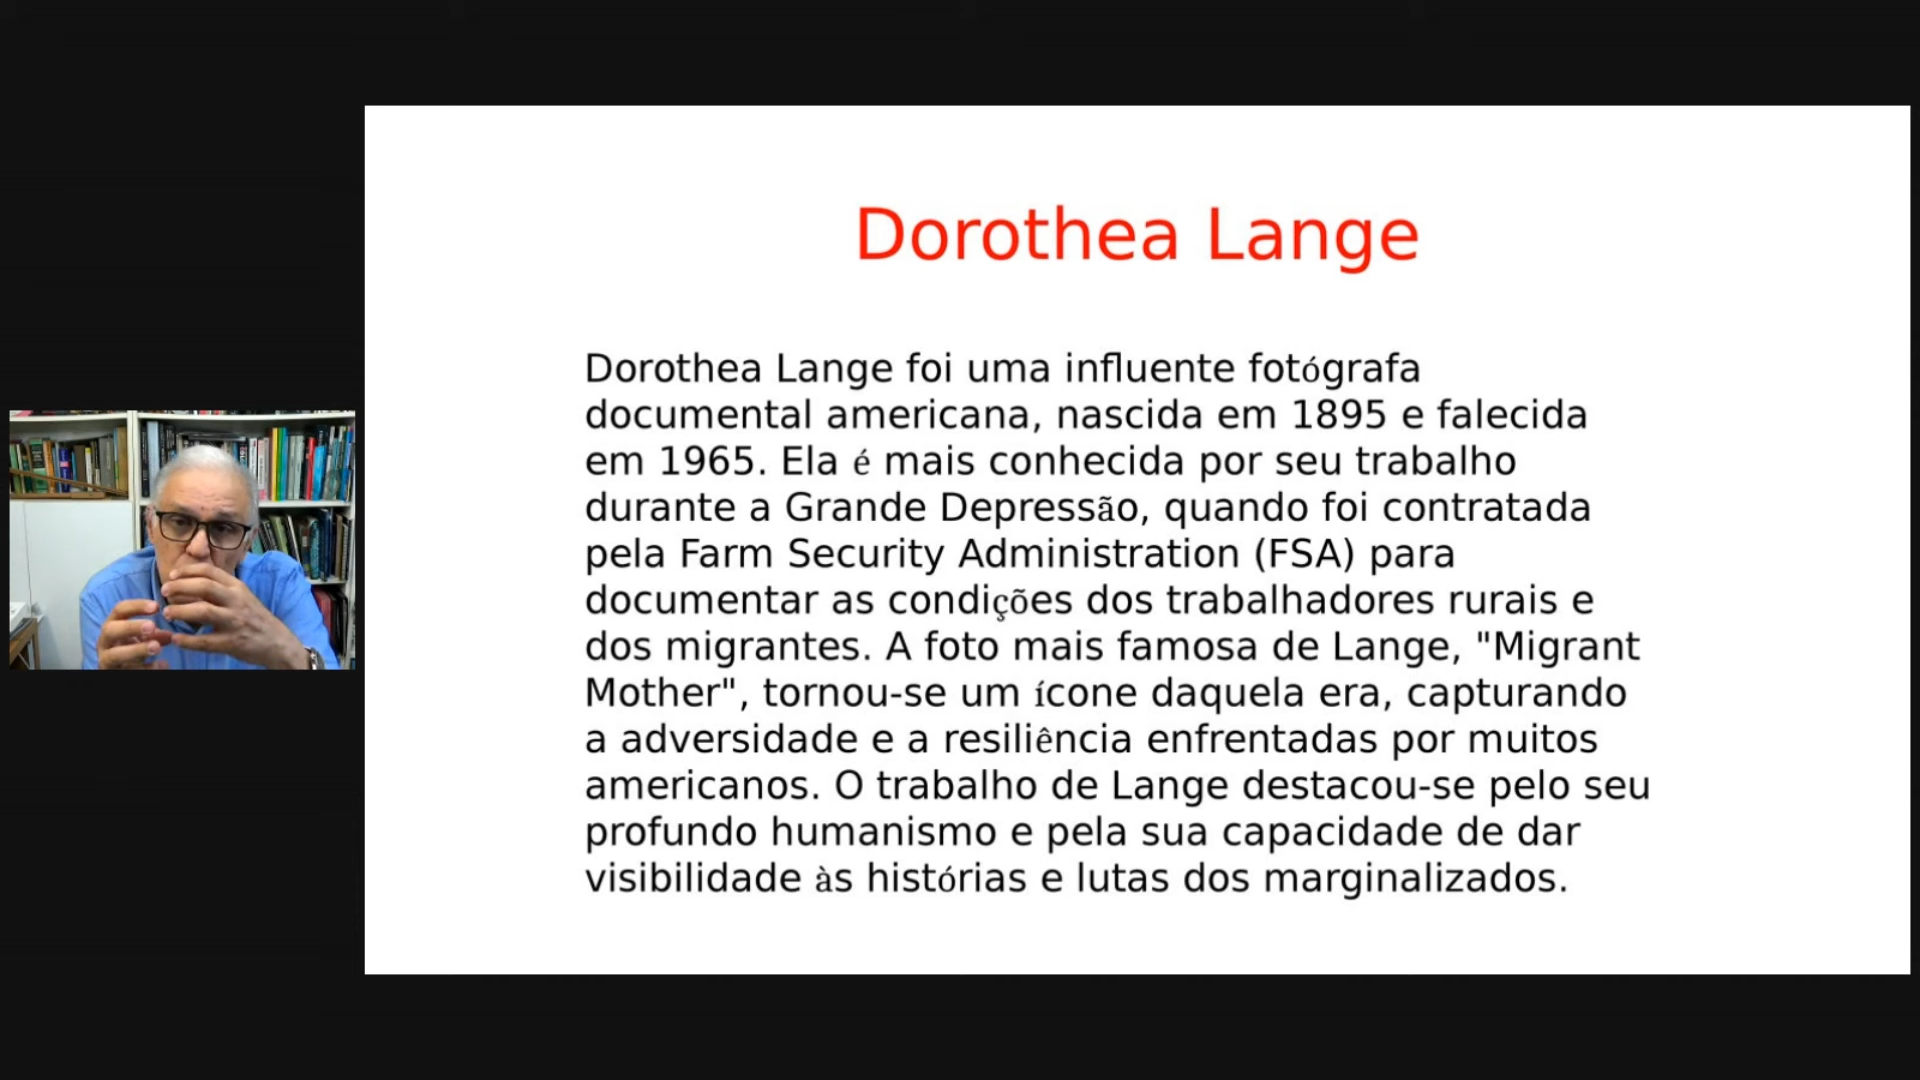 Dorothea Lange
Dorothea Lange foi uma influente fotógrafa
documental americana, nascida em 1895 e falecida
em 1965. Ela é mais conhecida por seu trabalho
durante a Grande Depressão, quando foi contratada
pela Farm Security Administration (FSA) para
documentar as condições dos trabalhadores rurais e
dos migrantes. A foto mais famosa de Lange, "Migrant
Mother", tornou-se um ícone daquela era, capturando
a adversidade e a resiliência enfrentadas por muitos
americanos. O trabalho de Lange destacou-se pelo seu
profundo humanismo e pela sua capacidade de dar
visibilidade às histórias e lutas dos marginalizados.